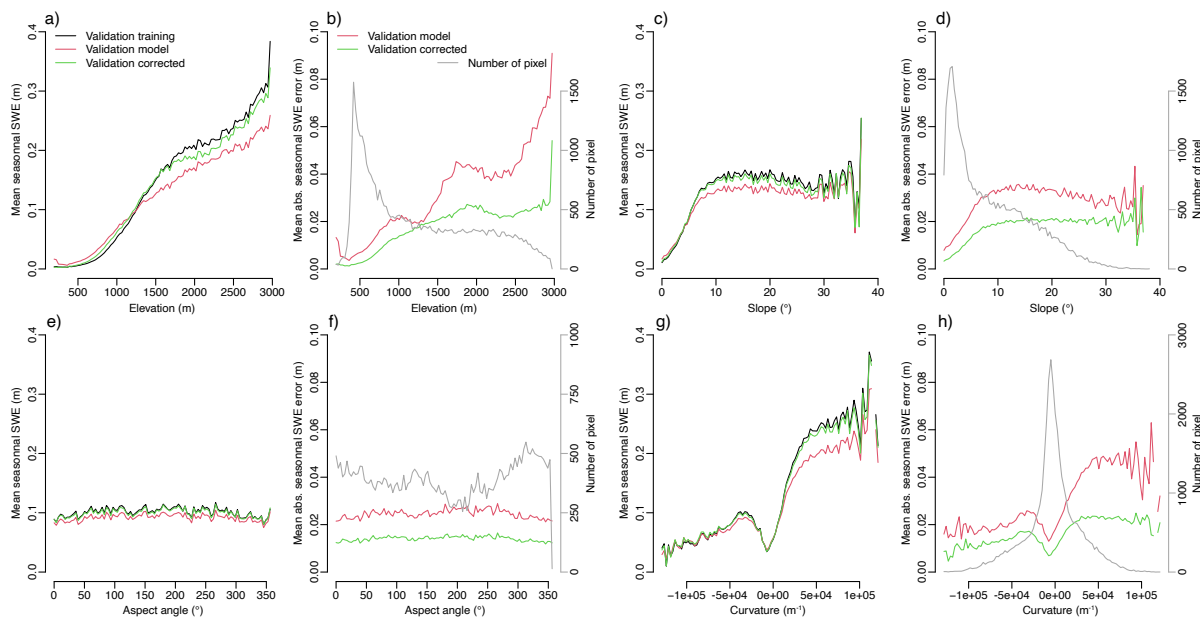 a)
Validation training
Validation model
Validation corrected
Mean seasonnal SWE (m)
0.0 0.1 0.2 0.3 0.4
500 1000 1500 2000 2500 3000
Elevation (m)
b)
Validation model
Validation corrected
Number of pixel
Mean abs. seasonnal SWE error (m)
0.00 0.02 0.04 0.06 0.08 0.10
500 1000 1500 2000 2500 3000
Elevation (m)
0 500 1000 1500
Number of pixel
c)
Mean seasonnal SWE (m)
0.0 0.1 0.2 0.3 0.4
0 10 20 30 40
Slope (°)
d)
Mean abs. seasonnal SWE error (m)
0.00 0.02 0.04 0.06 0.08 0.10
0 10 20 30 40
Slope (°)
0 500 1000 1500
Number of pixel
e)
Mean seasonnal SWE (m)
0.0 0.1 0.2 0.3 0.4
0 50 100 150 200 250 300 350
Aspect angle (°)
f)
Mean abs. seasonnal SWE error (m)
0.00 0.02 0.04 0.06 0.08 0.10
0 50 100 150 200 250 300 350
Aspect angle (°)
0 250 500 750 1000
Number of pixel
g)
Mean seasonnal SWE (m)
0.0 0.1 0.2 0.3 0.4
−1e+05 −5e+04 0e+00 5e+04 1e+05
Curvature (m⁻¹)
h)
Mean abs. seasonnal SWE error (m)
0.00 0.02 0.04 0.06 0.08 0.10
−1e+05 −5e+04 0e+00 5e+04 1e+05
Curvature (m⁻¹)
0 1000 2000 3000
Number of pixel